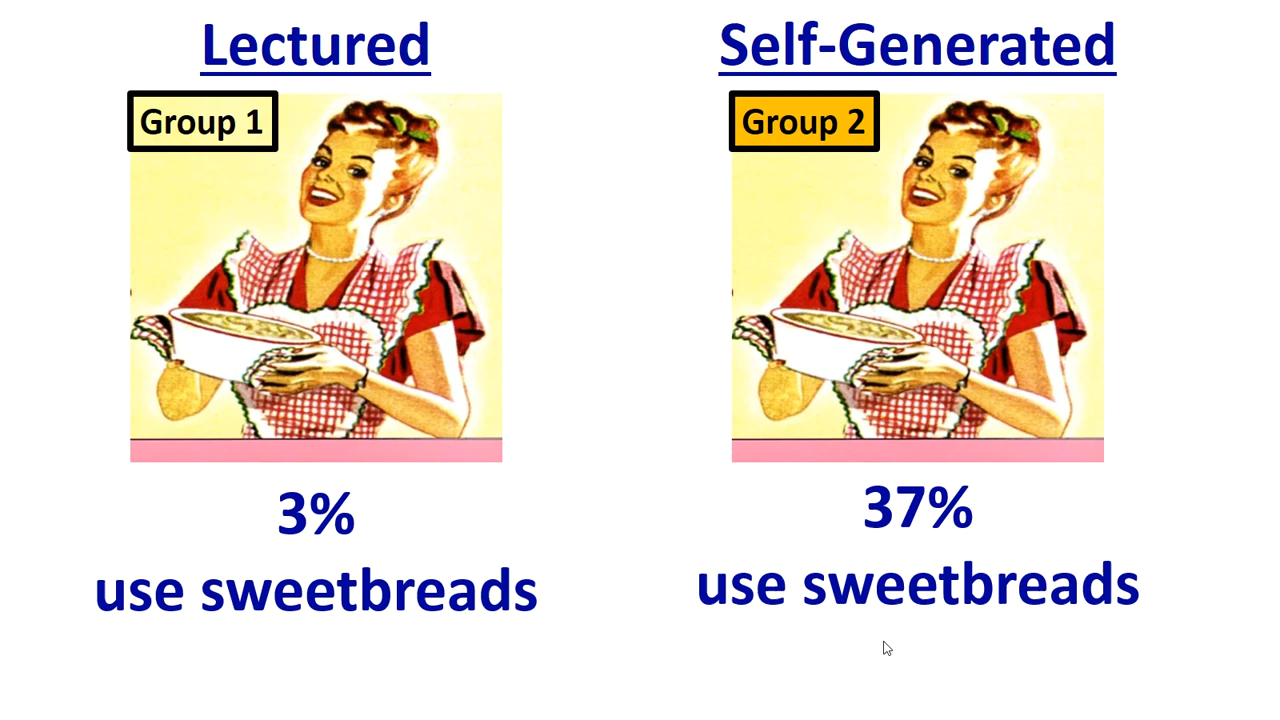 Lectured
Group 1
3%
use sweetbreads
Self-Generated
Group 2
37%
use sweetbreads